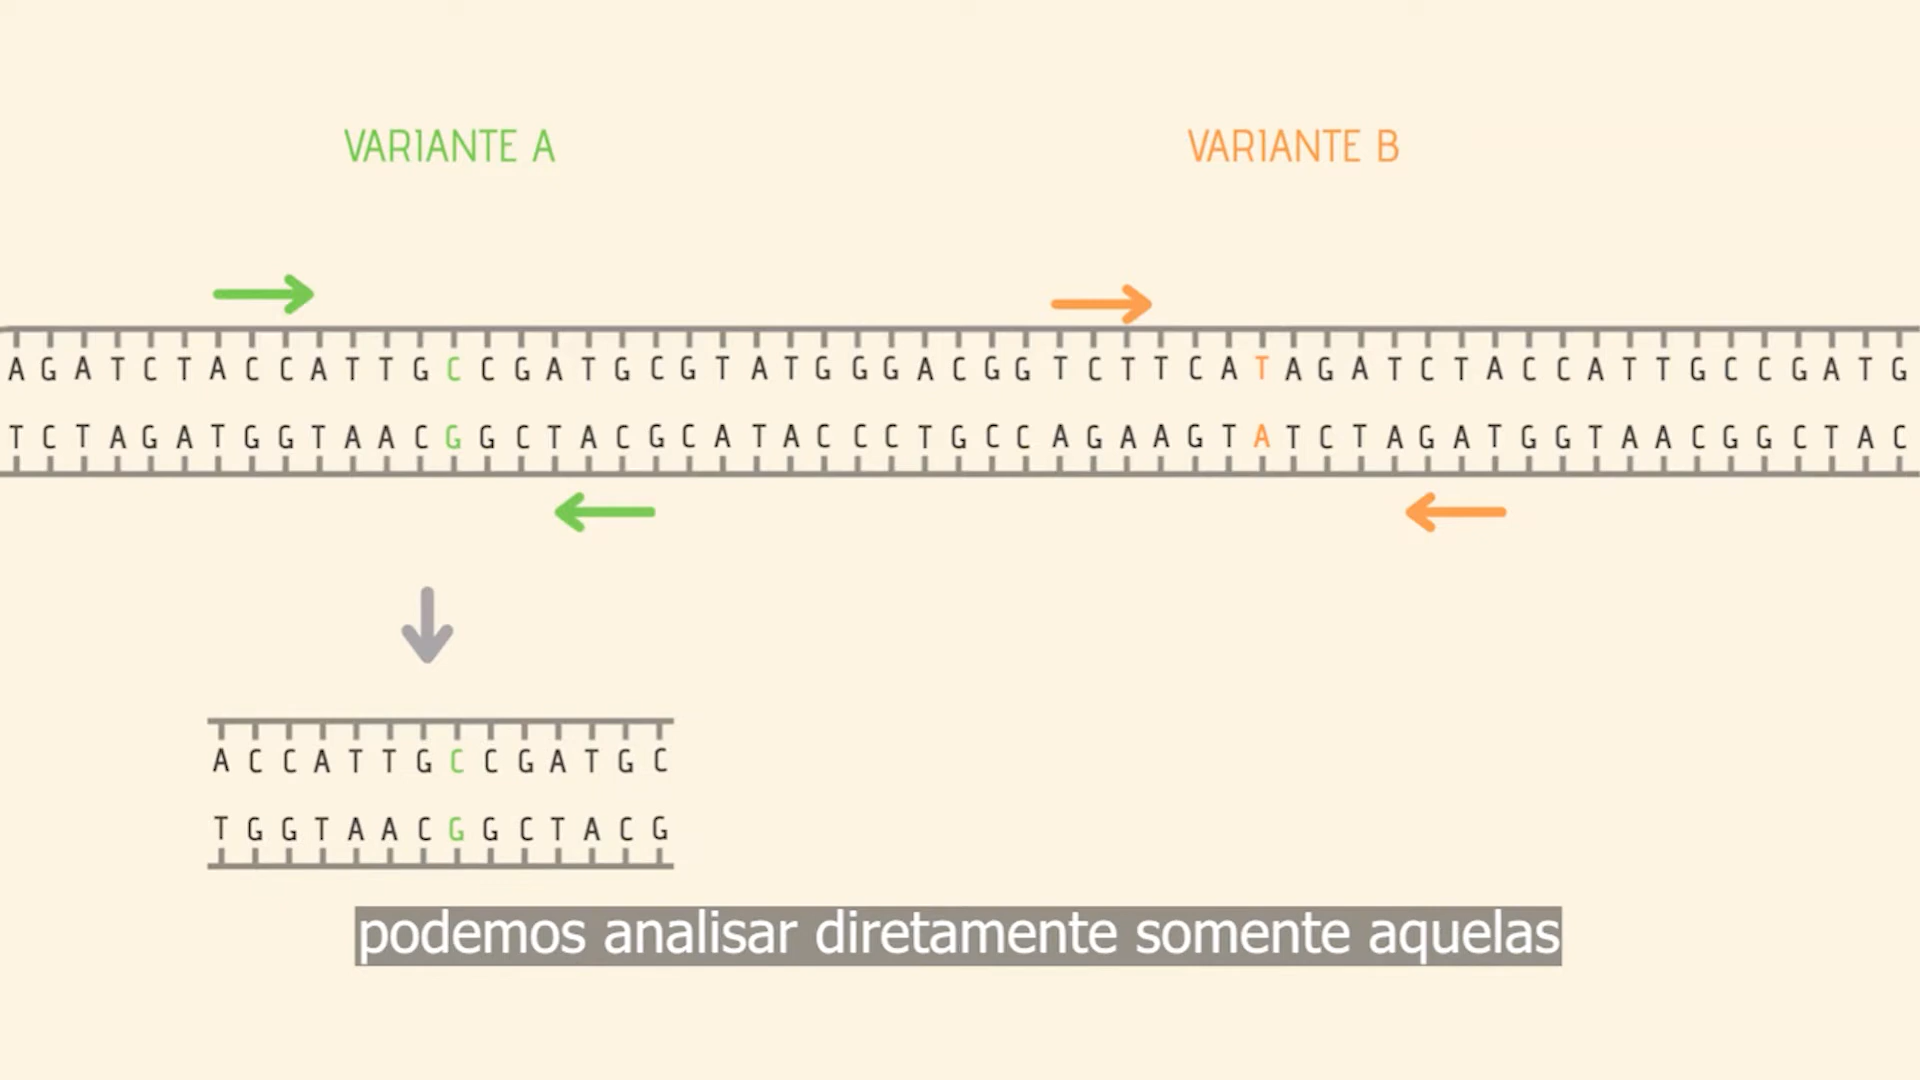 VARIANTE A
VARIANTE B
A G A T C T A C C A T T G C C G A T G C G T A T G G G A C G G T C T T C A T A G A T C T A C C A T T G C C G A T G
T C T A G A T G G T A A C G G C T A C G C A T A C C C T G C C A G A A G T A T C T A G A T G G T A A C G G C T A C
A C C A T T G C C G A T G C
T G G T A A C G G C T A C G
podemos analisar diretamente somente aquelas